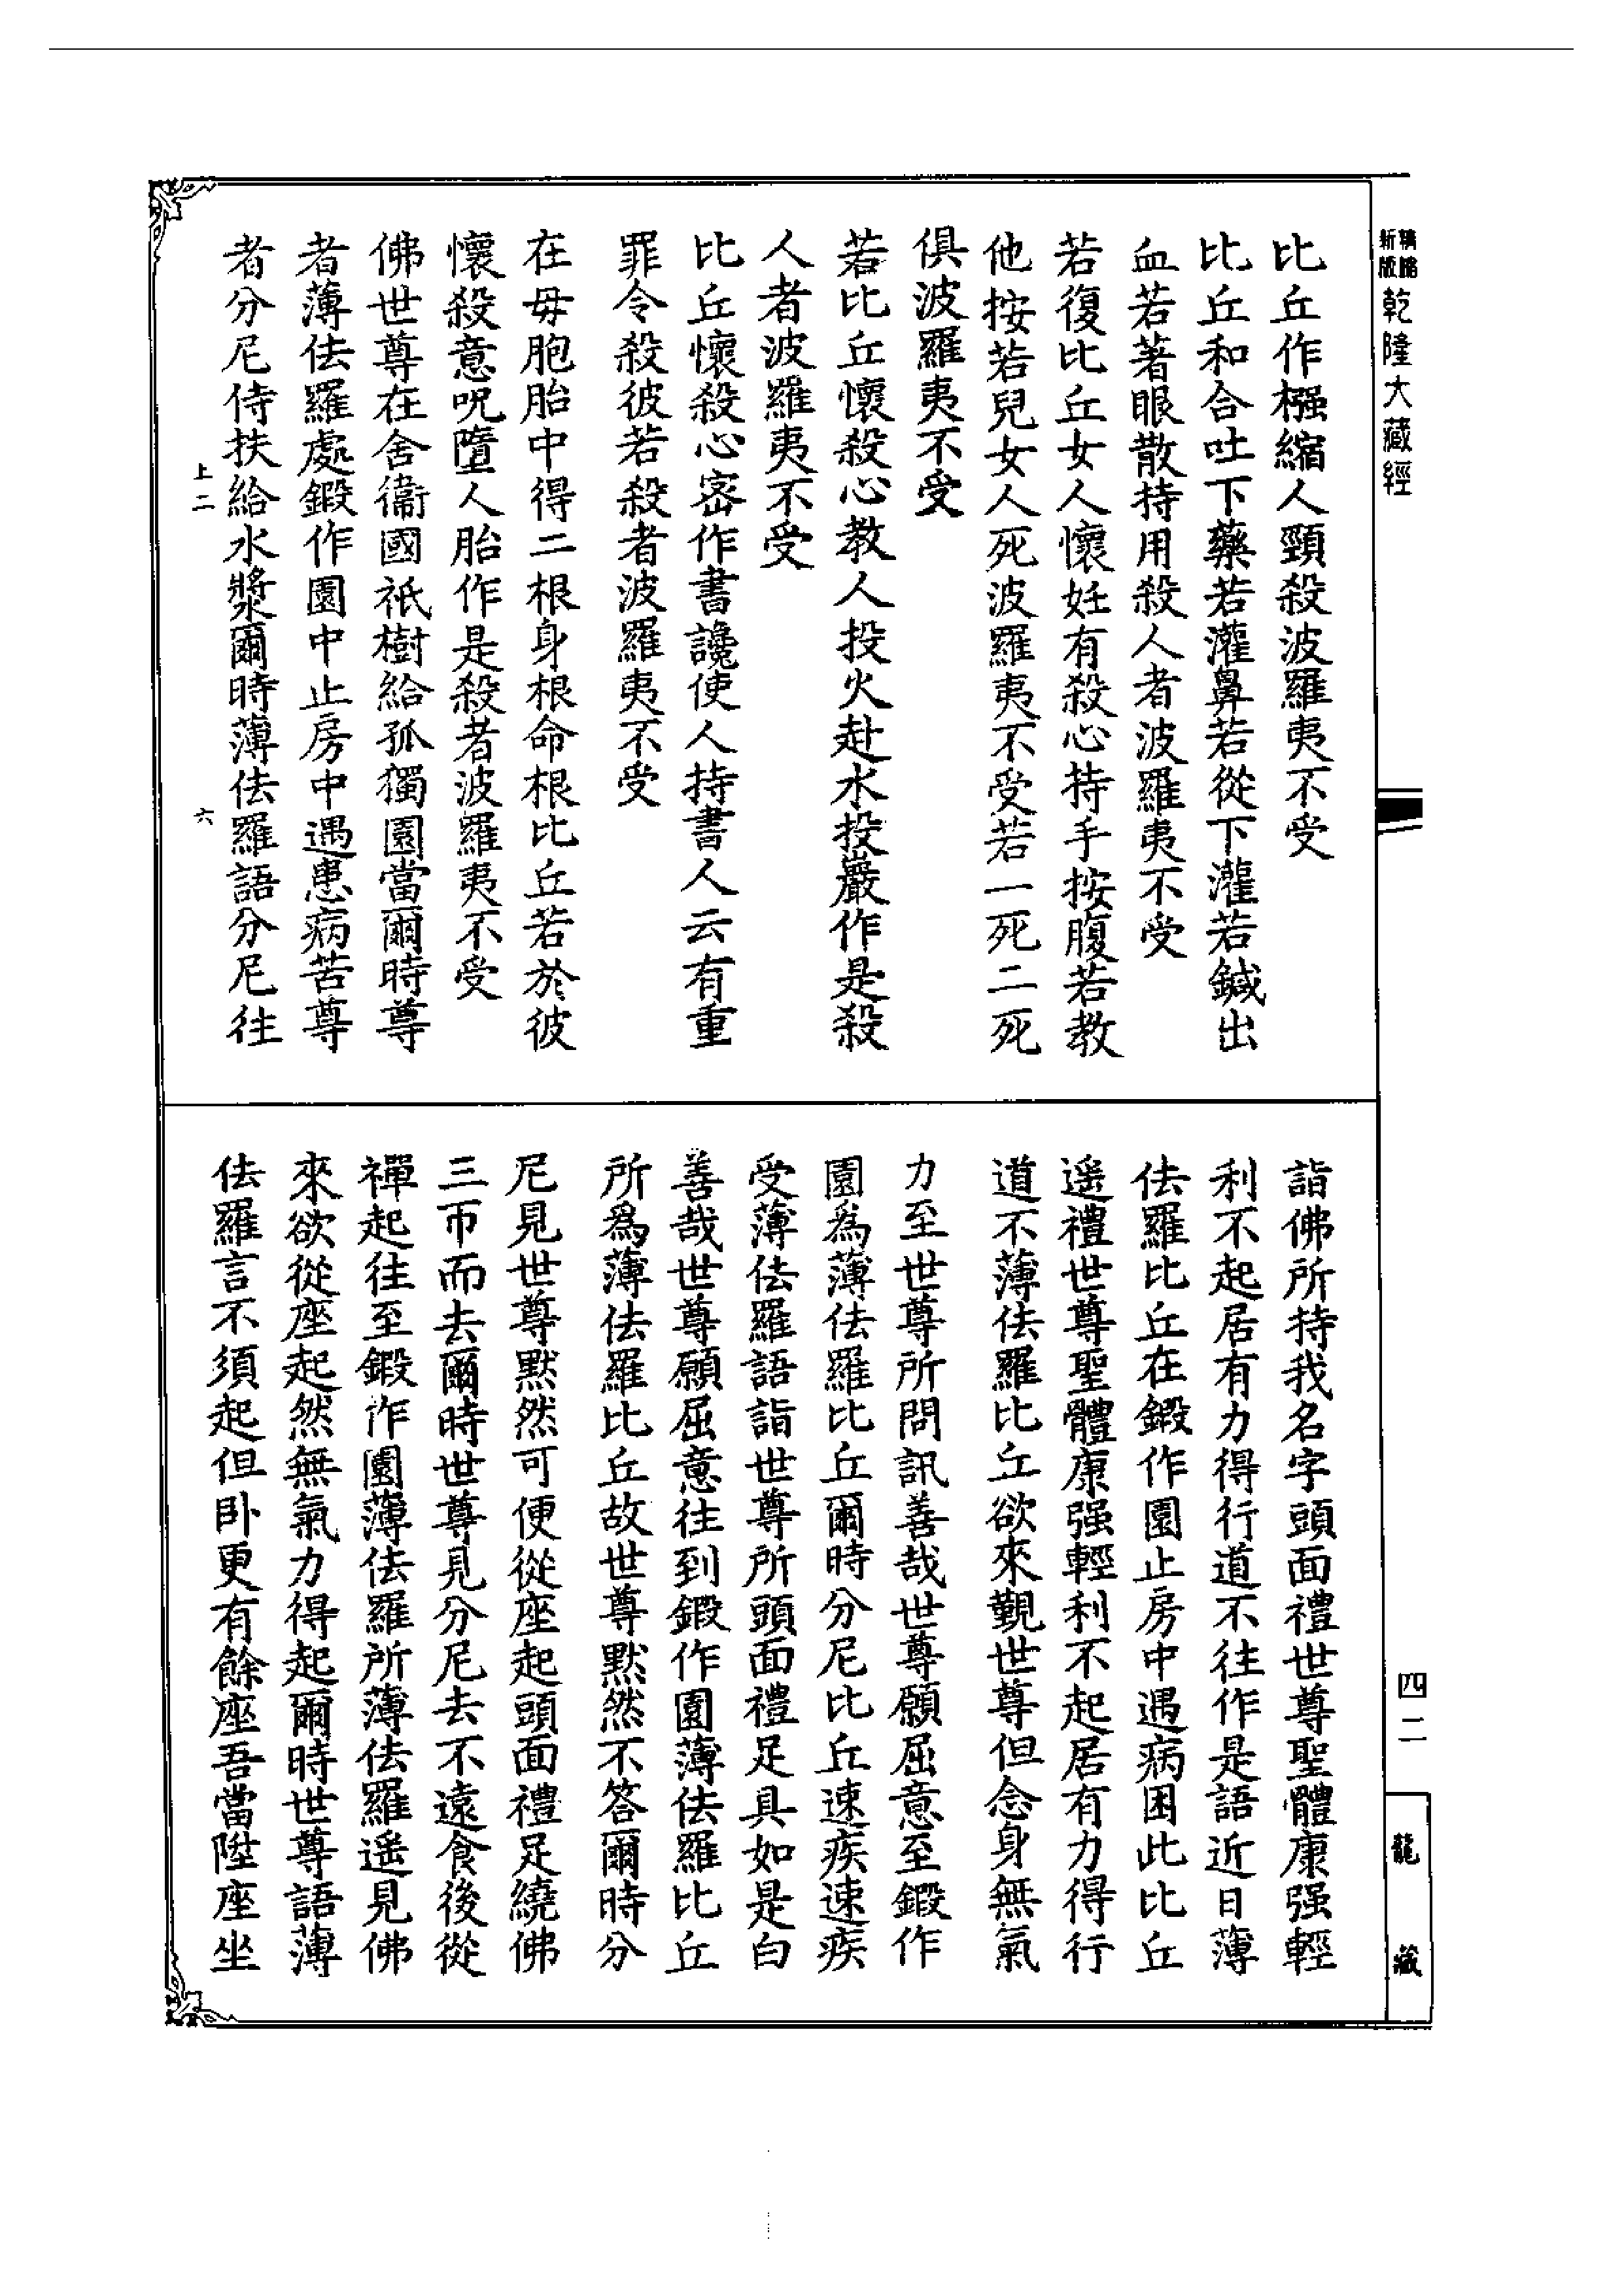 精縮新版乾隆大藏經
比丘作橿縮人頸殺波羅夷不受
比丘和合吐下藥若灌鼻若從下灌若鍼出
血若著眼散持用殺人者波羅夷不受
若復比丘女人懷妊有殺心持手按腹若教
他按若兒女人死波羅夷不受若一死二死
俱波羅夷不受
若比丘懷殺心教人投火赴水投巖作是殺
人者波羅夷不受
比丘懷殺心密作書讒使人持書人云有重
罪令殺彼若殺者波羅夷不受
在母胞胎中得二根身根命根比丘若於彼
懷殺意呪墮人胎作是殺者波羅夷不受
佛世尊在舍衞國祇樹給孤獨園當爾時尊
者薄佉羅處鍛作園中止房中遇患病苦尊
者分尼侍扶給水漿爾時薄佉羅語分尼往
上二 六
詣佛所持我名字頭面禮世尊聖體康强輕
利不起居有力得行道不往作是語近日薄
佉羅比丘在鍛作園止房中遇病困此比丘
遥禮世尊聖體康强輕利不起居有力得行
道不薄佉羅比丘欲來覲世尊但念身無氣
力至世尊所問訊善哉世尊願屈意至鍛作
園為薄佉羅比丘爾時分尼比丘速疾速疾
受薄佉羅語詣世尊所頭面禮足具如是白
善哉世尊願屈意往到鍛作園薄佉羅比丘
所為薄佉羅比丘故世尊默然不答爾時分
尼見世尊默然可便從座起頭面禮足繞佛
三帀而去爾時世尊見分尼去不遠食後從
禪起往至鍛作園薄佉羅所薄佉羅遥見佛
來欲從座起然無氣力得起爾時世尊語薄
佉羅言不須起但卧更有餘座吾當陞座坐
四二
龍藏